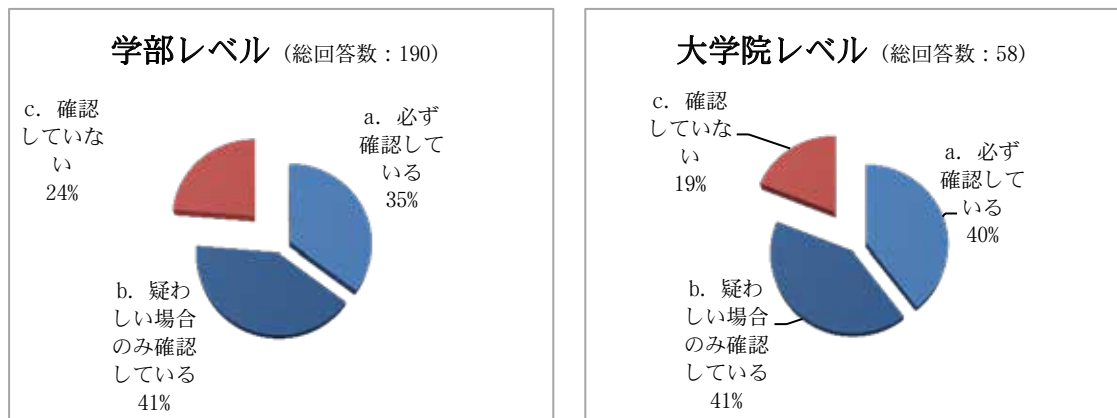 学部レベル (総回答数：190)
c. 確認
していな
い
24%
a. 必ず
確認して
いる
35%
b. 疑わ
しい場合
のみ確認
している
41%
大学院レベル (総回答数：58)
c. 確認
していな
い
19%
a. 必ず
確認して
いる
40%
b. 疑わ
しい場合
のみ確認
している
41%